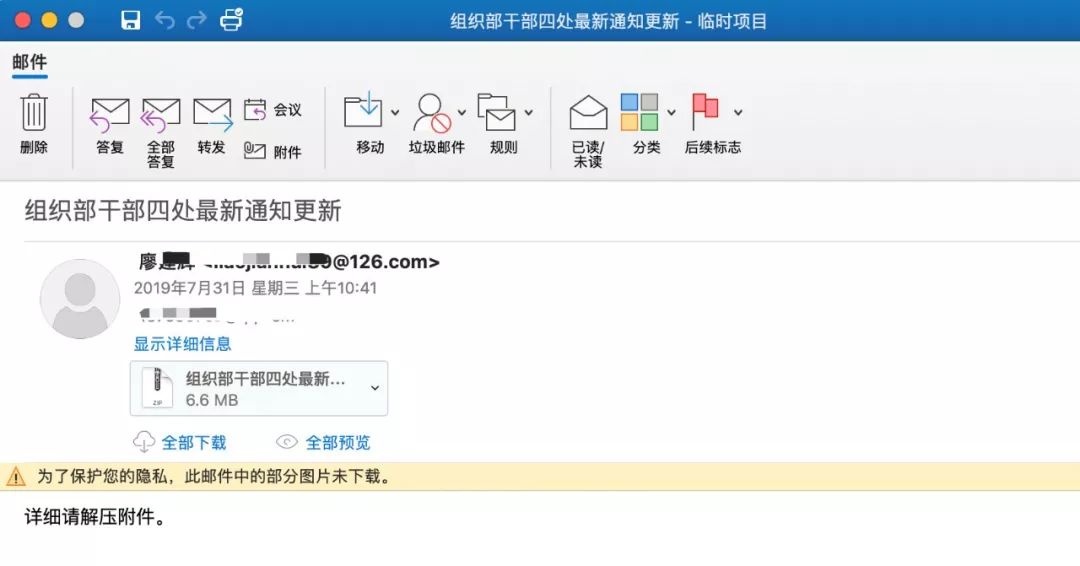 组织部干部四处最新通知更新 - 临时项目
邮件
删除
答复
全部
答复
转发
会议
附件
移动
垃圾邮件
规则
已读/
未读
分类
后续标志
组织部干部四处最新通知更新
廖 @126.com>
2019年7月31日 星期三 上午10:41
显示详细信息
ZIP
组织部干部四处最新...
6.6 MB
全部下载
全部预览
为了保护您的隐私，此邮件中的部分图片未下载。
详细请解压附件。